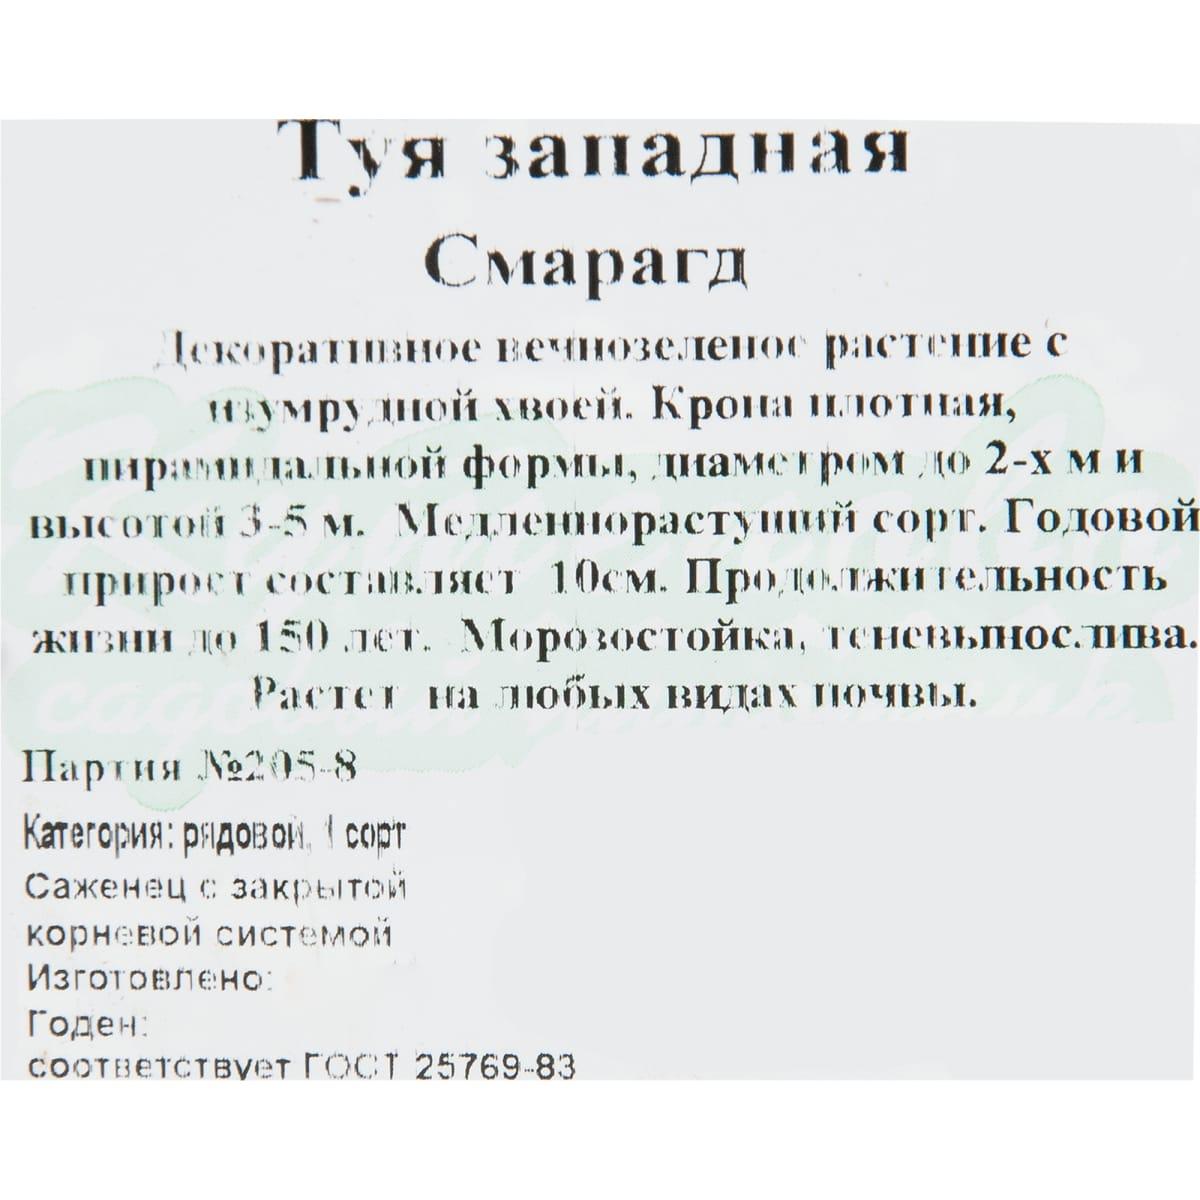 Туя западная
Смарагд
Декоративное вечнозеленое растение с
изумрудной хвоей. Крона плотная,
пирамидальной формы, диаметром до 2-х м и
высотой 3-5 м. Медленнорастущий сорт. Годовой
прирост составляет 10см. Продолжительность
жизни до 150 лет. Морозостойка, теневынослива.
Растет на любых видах почвы.
Партия №205-8
Категория: рядовой, 1 сорт
Саженец с закрытой
корневой системой
Изготовлено:
Годен:
соответствует ГОСТ 25769-83